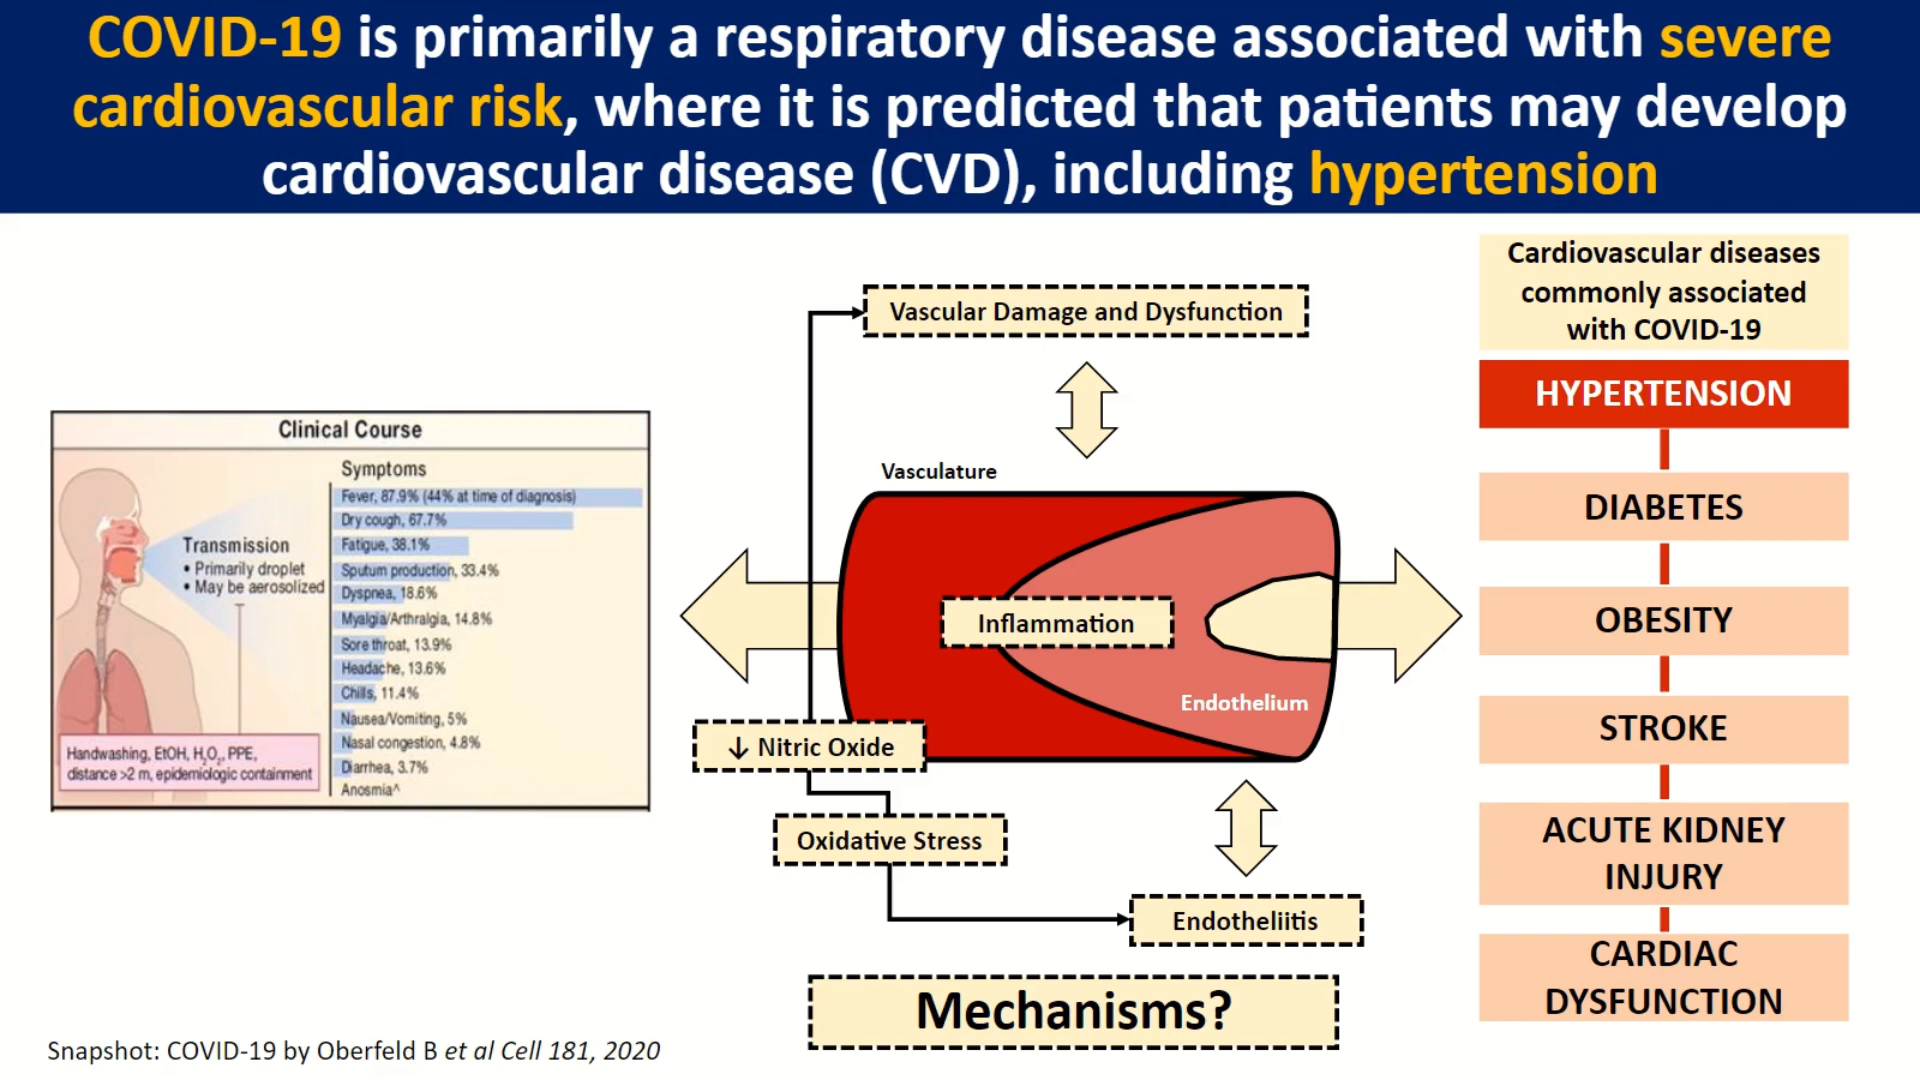 COVID-19 is primarily a respiratory disease associated with severe
cardiovascular risk, where it is predicted that patients may develop
cardiovascular disease (CVD), including hypertension
Clinical Course
Symptoms
Fever, 87.9% (44% at time of diagnosis)
Dry cough, 67.7%
Fatigue, 38.1%
Sputum production, 33.4%
Dyspnea, 18.6%
Myalgia/Arthralgia, 14.8%
Sore throat, 13.9%
Headache, 13.6%
Chills, 11.4%
Nausea/Vomiting, 5%
Nasal congestion, 4.8%
Diarrhea, 3.7%
Anosmia^
Transmission
• Primarily droplet
• May be aerosolized
Handwashing, EtOH, H₂O₂, PPE,
distance >2 m, epidemiologic containment
Snapshot: COVID-19 by Oberfeld B et al Cell 181, 2020
Vascular Damage and Dysfunction
Vasculature
Inflammation
Endothelium
↓ Nitric Oxide
Oxidative Stress
Endotheliitis
Mechanisms?
Cardiovascular diseases
commonly associated
with COVID-19
HYPERTENSION
DIABETES
OBESITY
STROKE
ACUTE KIDNEY
INJURY
CARDIAC
DYSFUNCTION